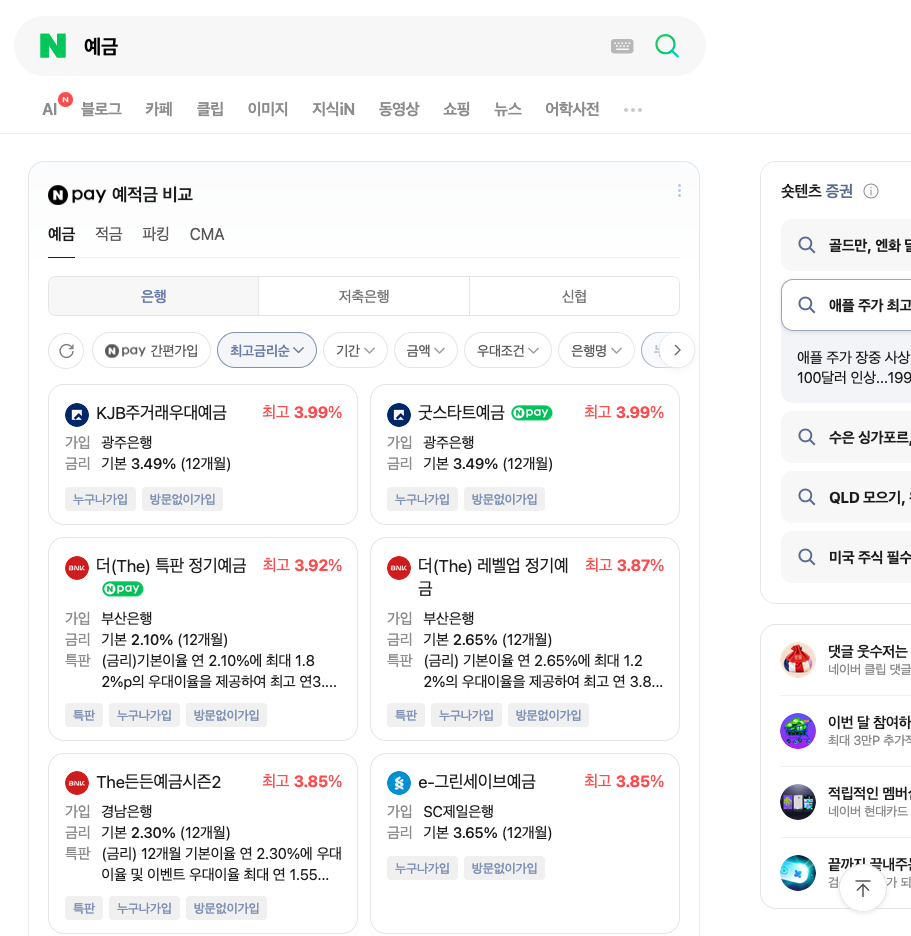 N 예금
AI N 블로그 카페 클립 이미지 지식iN 동영상 쇼핑 뉴스 어학사전
N pay 예적금 비교
예금 적금 파킹 CMA
은행 저축은행 신협
N pay 간편가입 최고금리순 기간 금액 우대조건 은행명
KJB주거래우대예금 최고 3.99%
가입 광주은행
금리 기본 3.49% (12개월)
누구나가입 방문없이가입
굿스타트예금 N pay 최고 3.99%
가입 광주은행
금리 기본 3.49% (12개월)
누구나가입 방문없이가입
BNK 더(The) 특판 정기예금 최고 3.92%
N pay
가입 부산은행
금리 기본 2.10% (12개월)
특판 (금리)기본이율 연 2.10%에 최대 1.8
2%p의 우대이율을 제공하여 최고 연3....
특판 누구나가입 방문없이가입
BNK 더(The) 레벨업 정기예 최고 3.87%
금
가입 부산은행
금리 기본 2.65% (12개월)
특판 (금리) 기본이율 연 2.65%에 최대 1.2
2%의 우대이율을 제공하여 최고 연 3.8...
특판 누구나가입 방문없이가입
BNK The든든예금시즌2 최고 3.85%
가입 경남은행
금리 기본 2.30% (12개월)
특판 (금리) 12개월 기본이율 연 2.30%에 우대
이율 및 이벤트 우대이율 최대 연 1.55...
특판 누구나가입 방문없이가입
e-그린세이브예금 최고 3.85%
가입 SC제일은행
금리 기본 3.65% (12개월)
누구나가입 방문없이가입
숏텐츠 증권
골드만, 엔화
애플 주가 최고
애플 주가 장중 사상
100달러 인상...199
수은 싱가포르,
QLD 모으기,
미국 주식 필수
댓글 웃수저는
네이버 클립 댓글
이번 달 참여하
최대 3만P 추가적
적립적인 멤버십
네이버 현대카드
끝까지 끝내주